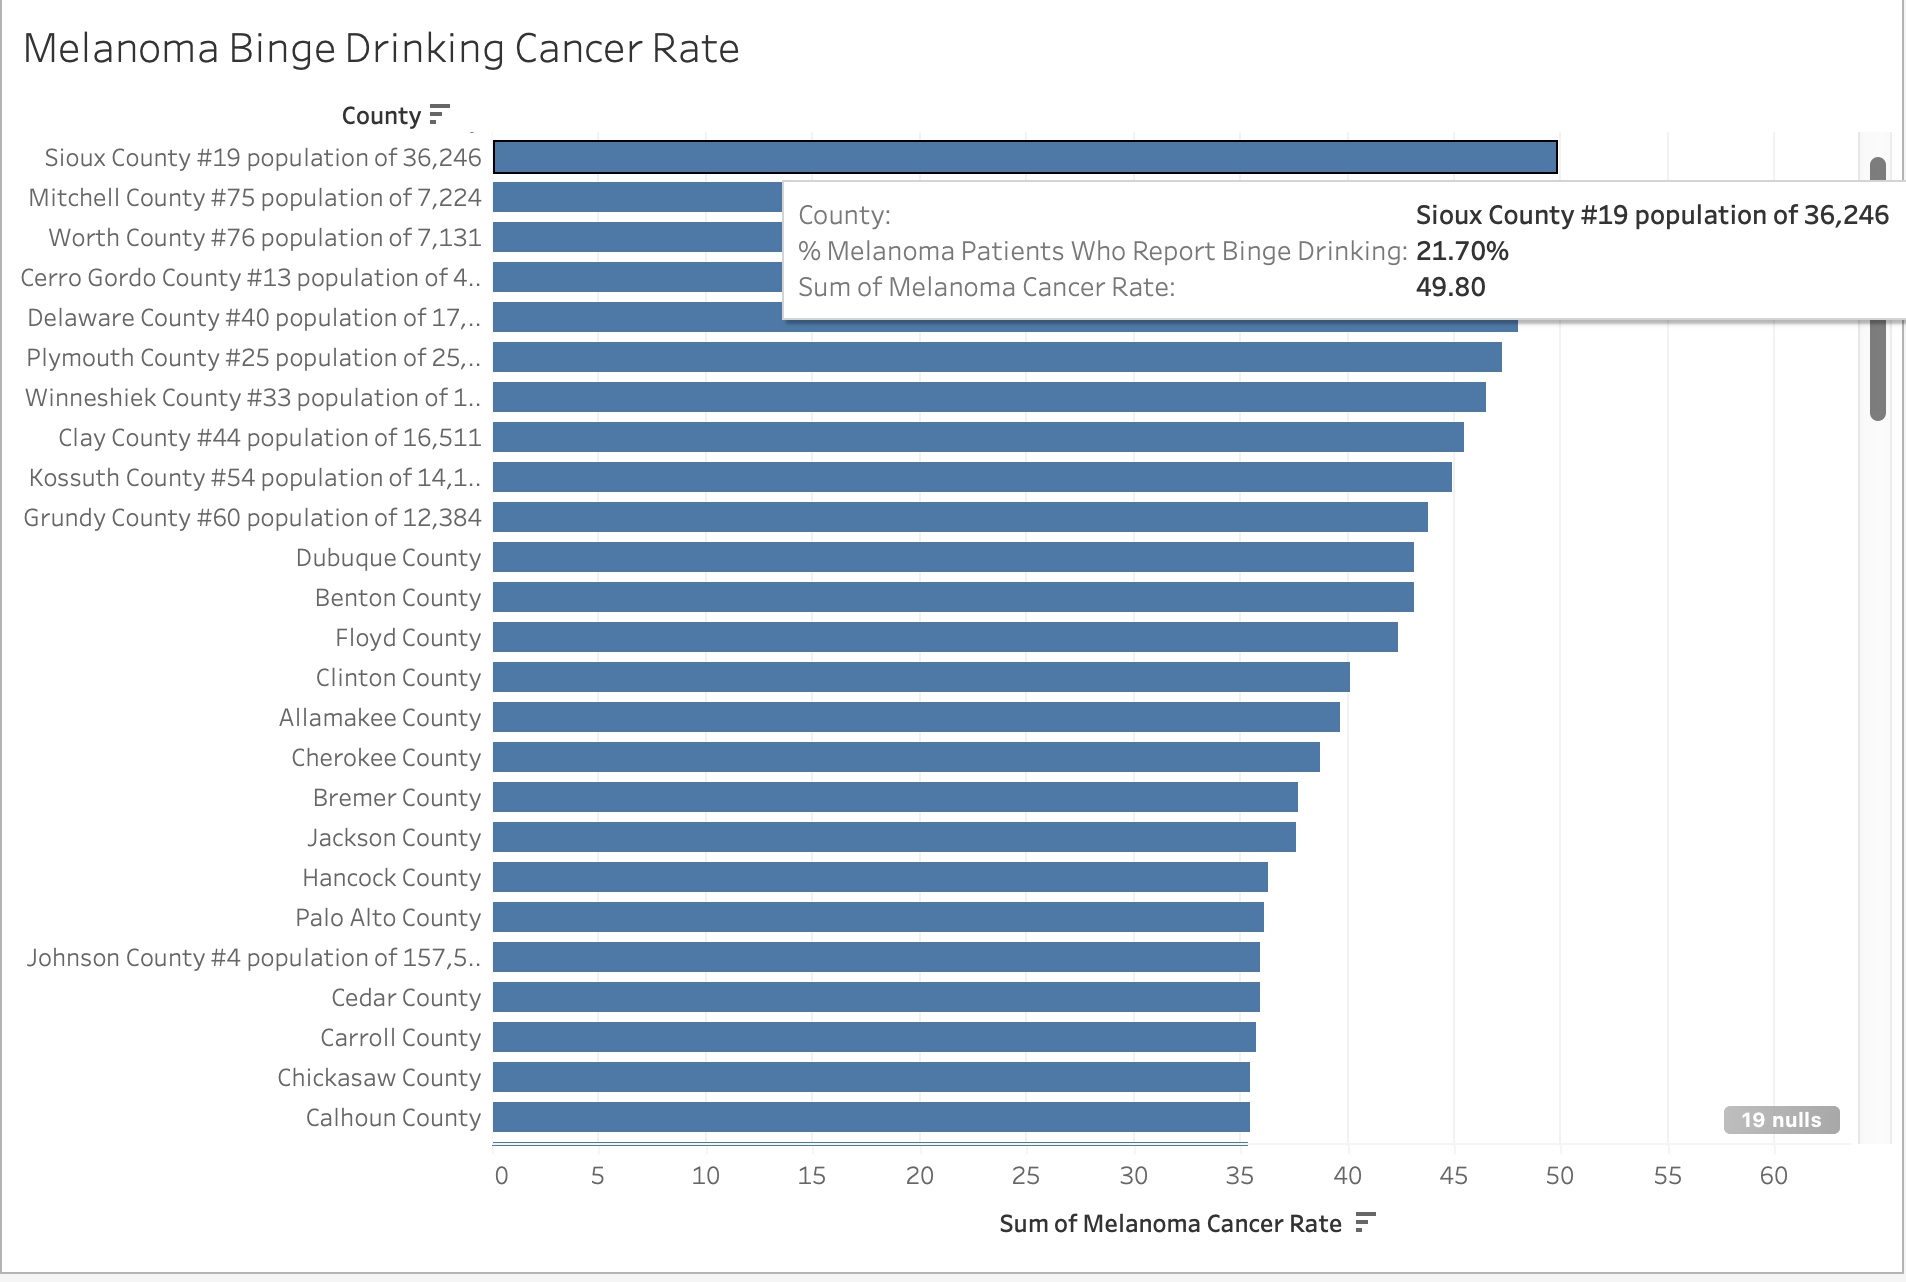 Melanoma Binge Drinking Cancer Rate
County
Sioux County #19 population of 36,246
Mitchell County #75 population of 7,224
County: Sioux County #19 population of 36,246
Worth County #76 population of 7,131
% Melanoma Patients Who Report Binge Drinking: 21.70%
Cerro Gordo County #13 population of 4..
Sum of Melanoma Cancer Rate: 49.80
Delaware County #40 population of 17,..
Plymouth County #25 population of 25,..
Winneshiek County #33 population of 1..
Clay County #44 population of 16,511
Kossuth County #54 population of 14,1..
Grundy County #60 population of 12,384
Dubuque County
Benton County
Floyd County
Clinton County
Allamakee County
Cherokee County
Bremer County
Jackson County
Hancock County
Palo Alto County
Johnson County #4 population of 157,5..
Cedar County
Carroll County
Chickasaw County
Calhoun County
19 nulls
0 5 10 15 20 25 30 35 40 45 50 55 60
Sum of Melanoma Cancer Rate